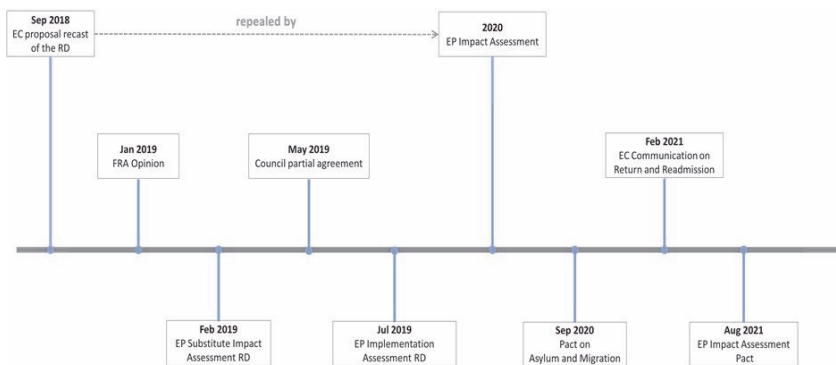 Sep 2018
EC proposal recast
of the RD
repealed by
2020
EP Impact Assessment
Jan 2019
FRA Opinion
May 2019
Council partial agreement
Feb 2021
EC Communication on
Return and Readmission
Feb 2019
EP Substitute Impact
Assessment RD
Jul 2019
EP Implementation
Assessment RD
Sep 2020
Pact on
Asylum and Migration
Aug 2021
EP Impact Assessment
Pact